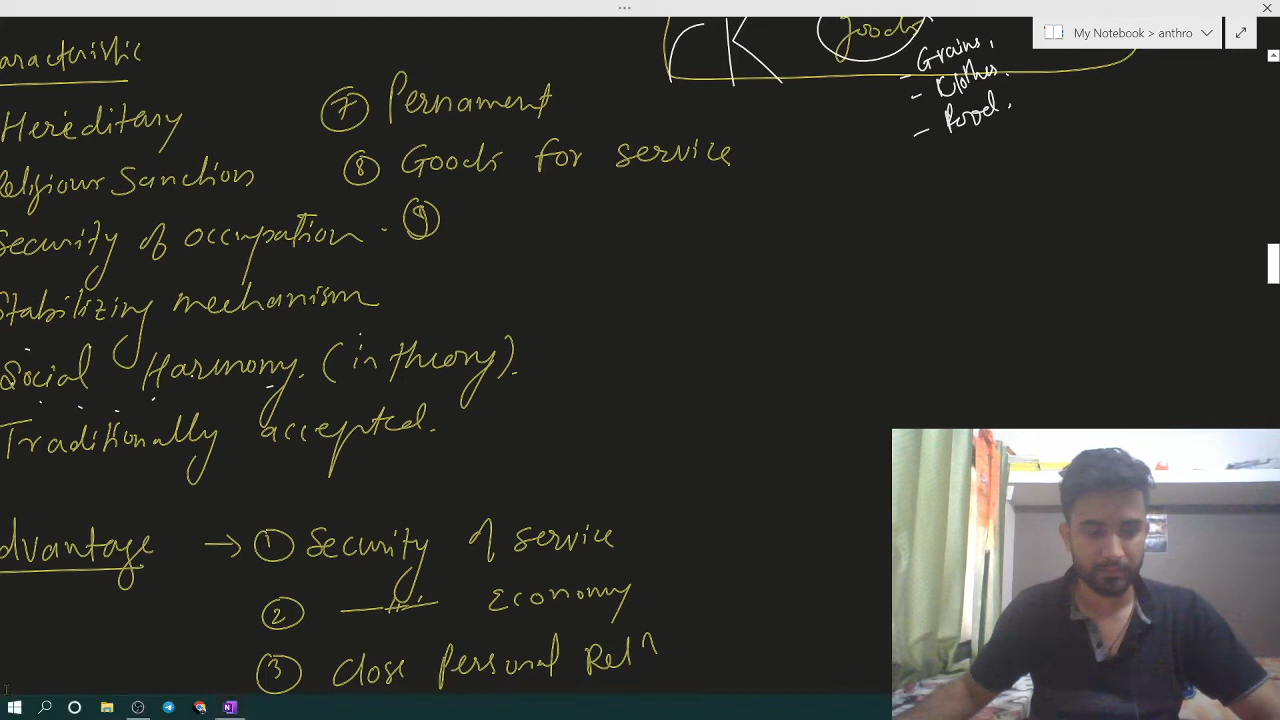 My Notebook > anthro
CK goods
- Grains,
- Clothes.
- Food.
aracteristic
Hereditary
eligious Sanction
Security of occupation.
Stabilizing mechanism
Social Harmony. (in theory).
Traditionally accepted.
7 Pernament
8 Goods for service
9
dvantage → 1 Security of service
2 —〃— Economy
3 Close Personal Relⁿ